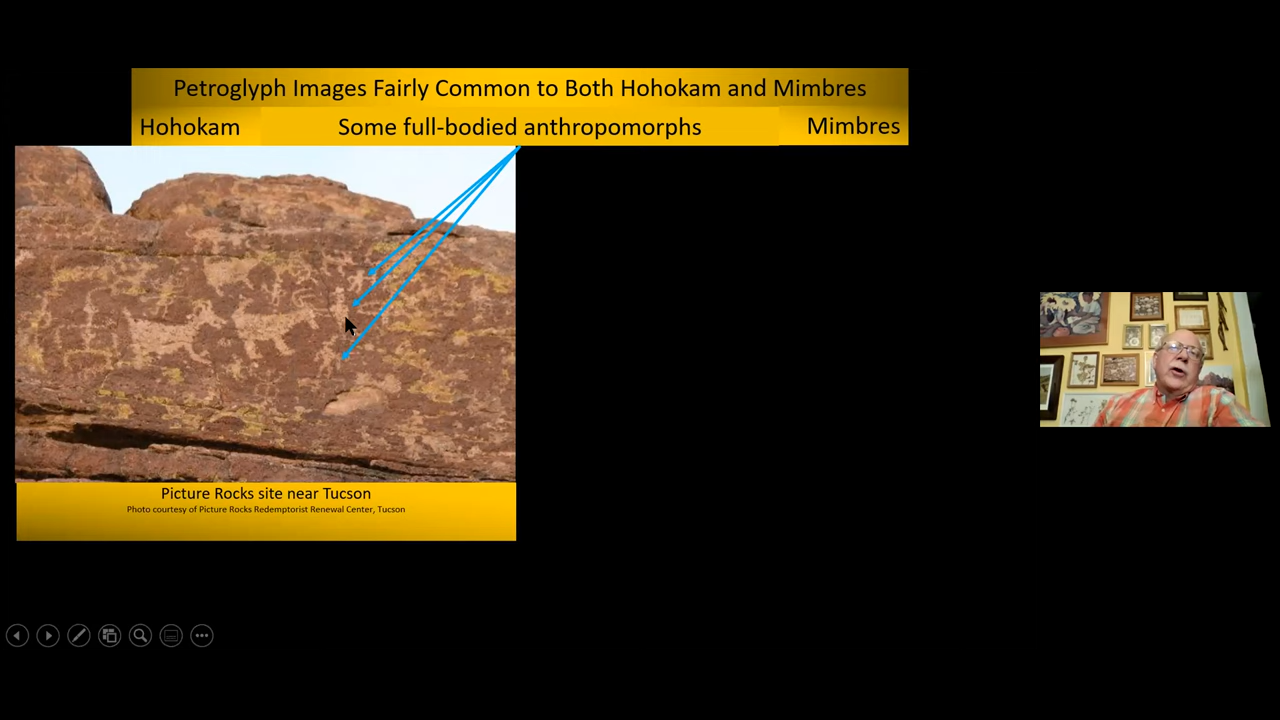 Petroglyph Images Fairly Common to Both Hohokam and Mimbres
Hohokam Some full-bodied anthropomorphs Mimbres
Picture Rocks site near Tucson
Photo courtesy of Picture Rocks Redemptorist Renewal Center, Tucson